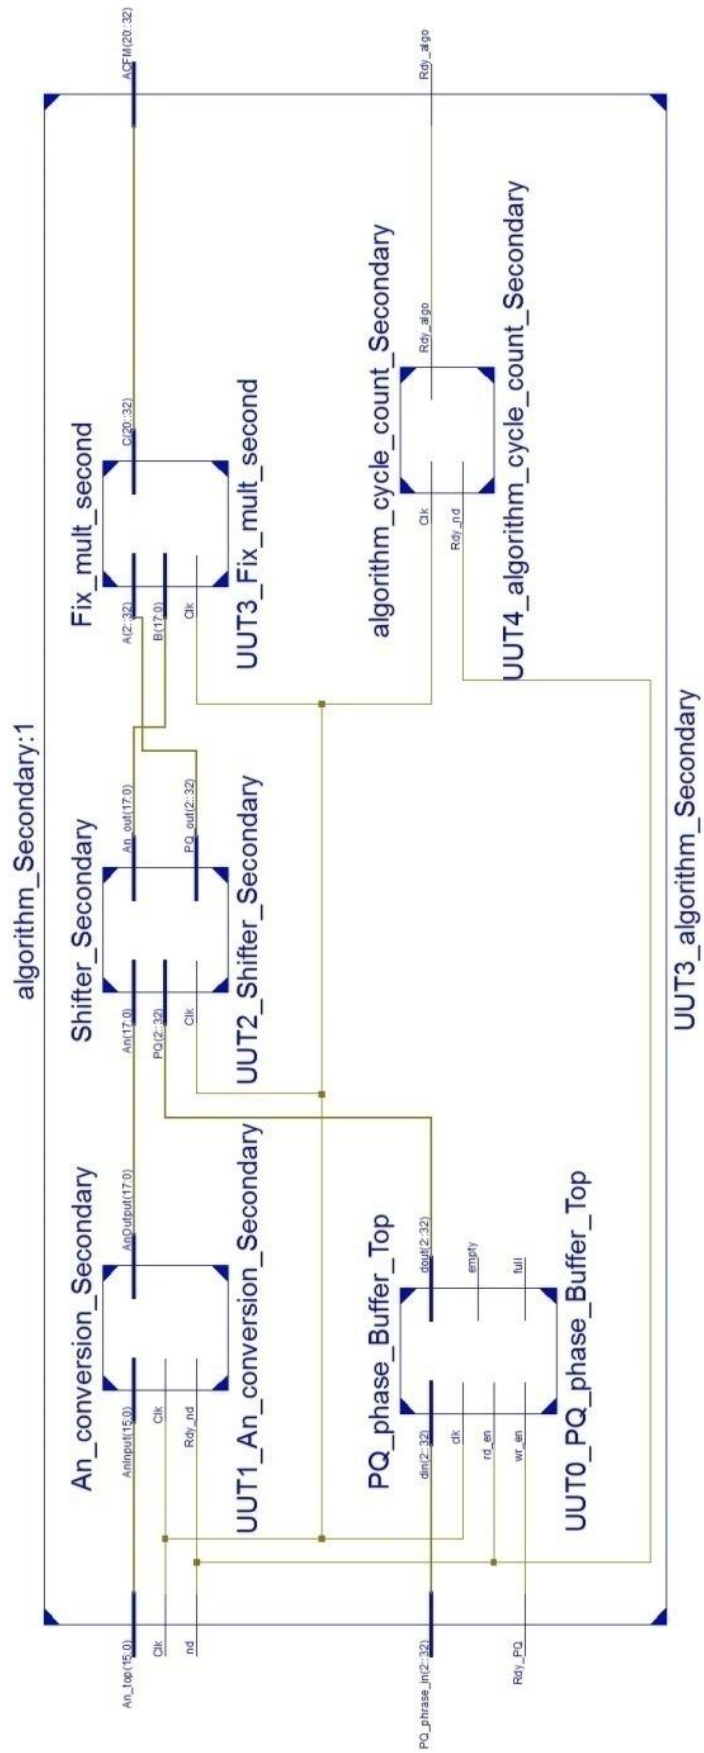 algorithm_Secondary:1
An_top(15:0)
Clk
nd
PQ_phrase_in(2::32)
Rdy_PQ
An_conversion_Secondary
AnInput(15:0)
Clk
Rdy_nd
AnOutput(17:0)
UUT1_An_conversion_Secondary
PQ_phase_Buffer_Top
din(2::32)
clk
rd_en
wr_en
dout(2::32)
empty
full
UUT0_PQ_phase_Buffer_Top
Shifter_Secondary
An(17:0)
PQ(2::32)
Clk
An_out(17:0)
PQ_out(2::32)
UUT2_Shifter_Secondary
Fix_mult_second
A(2::32)
B(17:0)
Clk
C(20::32)
UUT3_Fix_mult_second
algorithm_cycle_count_Secondary
Clk
Rdy_nd
Rdy_algo
UUT4_algorithm_cycle_count_Secondary
ACFM(20::32)
Rdy_algo
UUT3_algorithm_Secondary